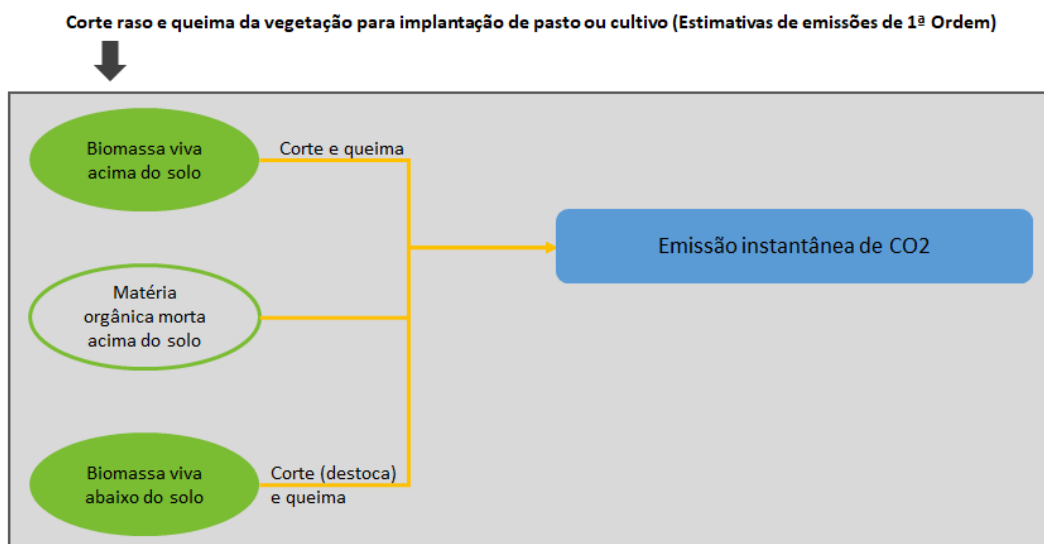 Corte raso e queima da vegetação para implantação de pasto ou cultivo (Estimativas de emissões de 1ª Ordem)
Biomassa viva
acima do solo
Corte e queima
Emissão instantânea de CO2
Matéria
orgânica morta
acima do solo
Biomassa viva
abaixo do solo
Corte (destoca)
e queima